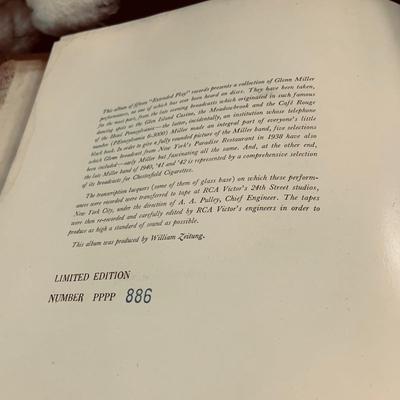 This album of fifteen "Extended Play" records presents a collection of Glenn Miller
performances, no one of which has ever been heard on discs. They have been taken,
for the most part, from the late evening broadcasts which originated in such famous
dancing spots as the Glen Island Casino, the Meadowbrook and the Café Rouge
of the Hotel Pennsylvania—the latter, incidentally, an institution whose telephone
number (PEnnsylvania 6-5000) Miller made an integral part of everyone's little
black book. In order to give a fully rounded picture of the Miller band, five selections
which Glenn broadcast from New York's Paradise Restaurant in 1938 have also
been included—early Miller but fascinating all the same. And, at the other end,
the late Miller band of 1940, '41 and '42 is represented by a comprehensive selection
of its broadcasts for Chesterfield Cigarettes.
The transcription lacquers (some of them of glass base) on which these perform-
ances were recorded were transferred to tape at RCA Victor's 24th Street studios,
New York City, under the direction of A. A. Pulley, Chief Engineer. The tapes
were then re-recorded and carefully edited by RCA Victor's engineers in order to
produce as high a standard of sound as possible.
This album was produced by William Zeitung.
LIMITED EDITION
NUMBER PPPP 886